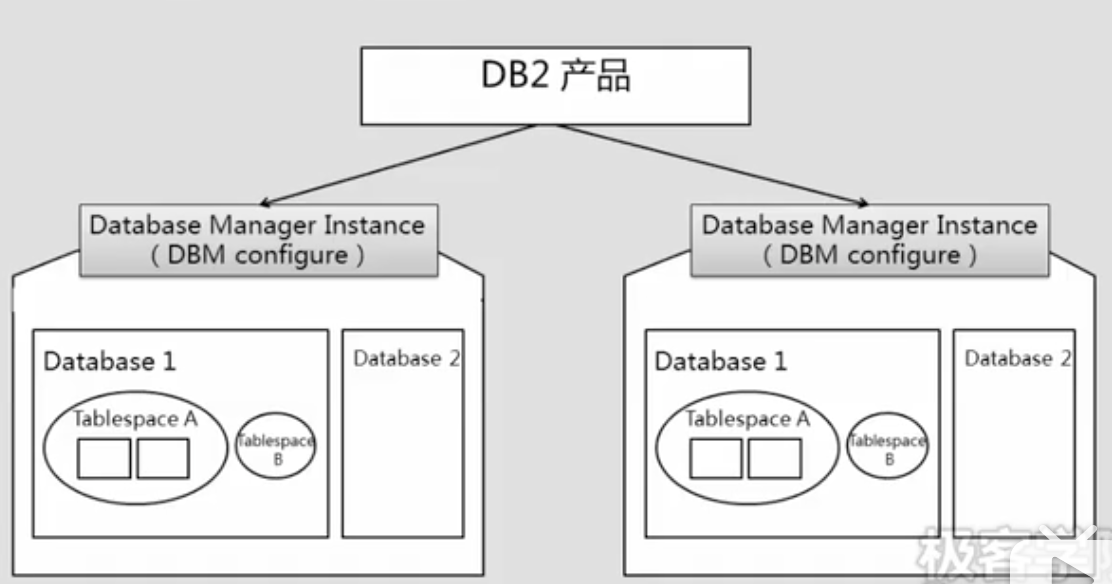 DB2 产品
Database Manager Instance
（DBM configure）
Database Manager Instance
（DBM configure）
Database 1
Database 2
Tablespace A
Tablespace
B
Database 1
Database 2
Tablespace A
Tablespace
B
极客学